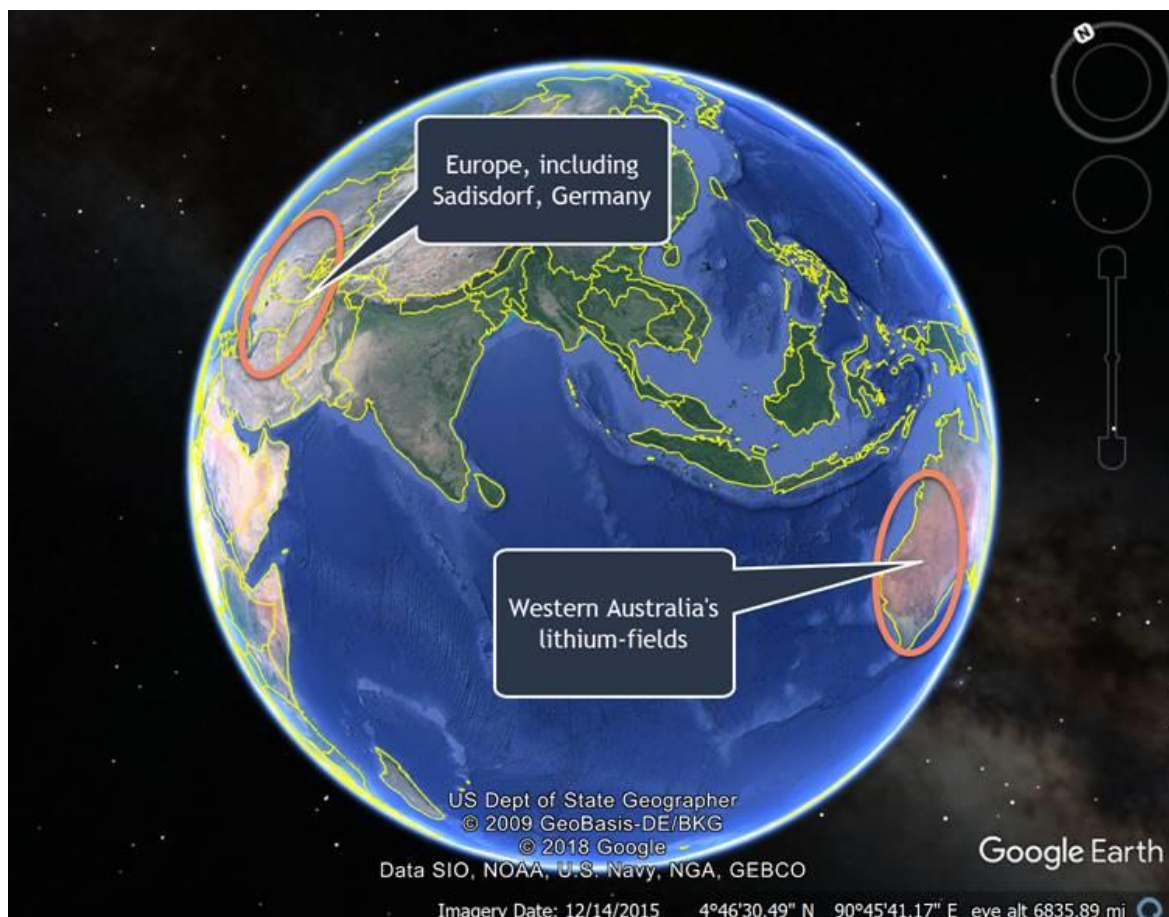 N
Europe, including
Sadisdorf, Germany
Western Australia's
lithium-fields
US Dept of State Geographer
© 2009 GeoBasis-DE/BKG
© 2018 Google
Data SIO, NOAA, U.S. Navy, NGA, GEBCO
Google Earth
Imagery Date: 12/14/2015 4°46'30.49" N 90°45'41.17" E eye alt 6835.89 mi